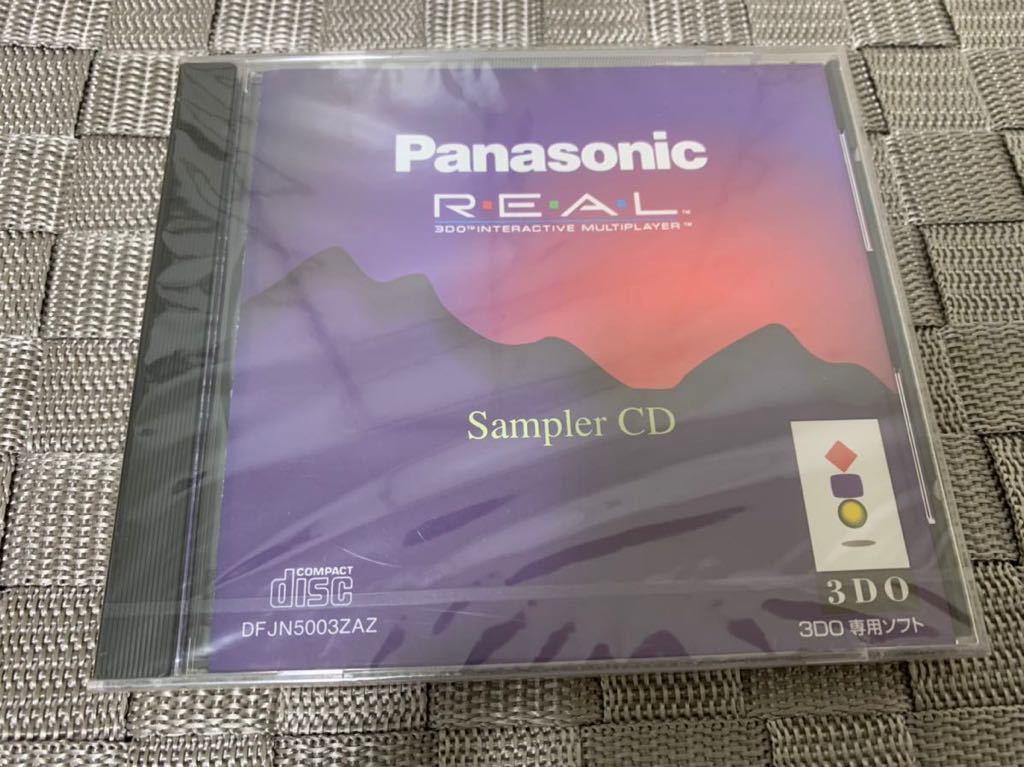 Panasonic
R·E·A·L™
3DO™ INTERACTIVE MULTIPLAYER™
Sampler CD
COMPACT
disc
DFJN5003ZAZ
3DO
3DO 専用ソフト